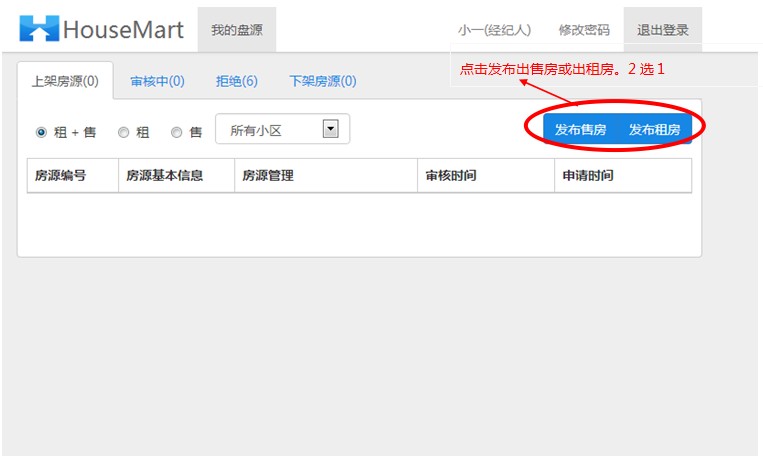 HouseMart 我的盘源 小一(经纪人) 修改密码 退出登录
点击发布出售房或出租房。2 选 1
上架房源(0) 审核中(0) 拒绝(6) 下架房源(0)
租 + 售 租 售 所有小区 发布售房 发布租房
房源编号 房源基本信息 房源管理 审核时间 申请时间